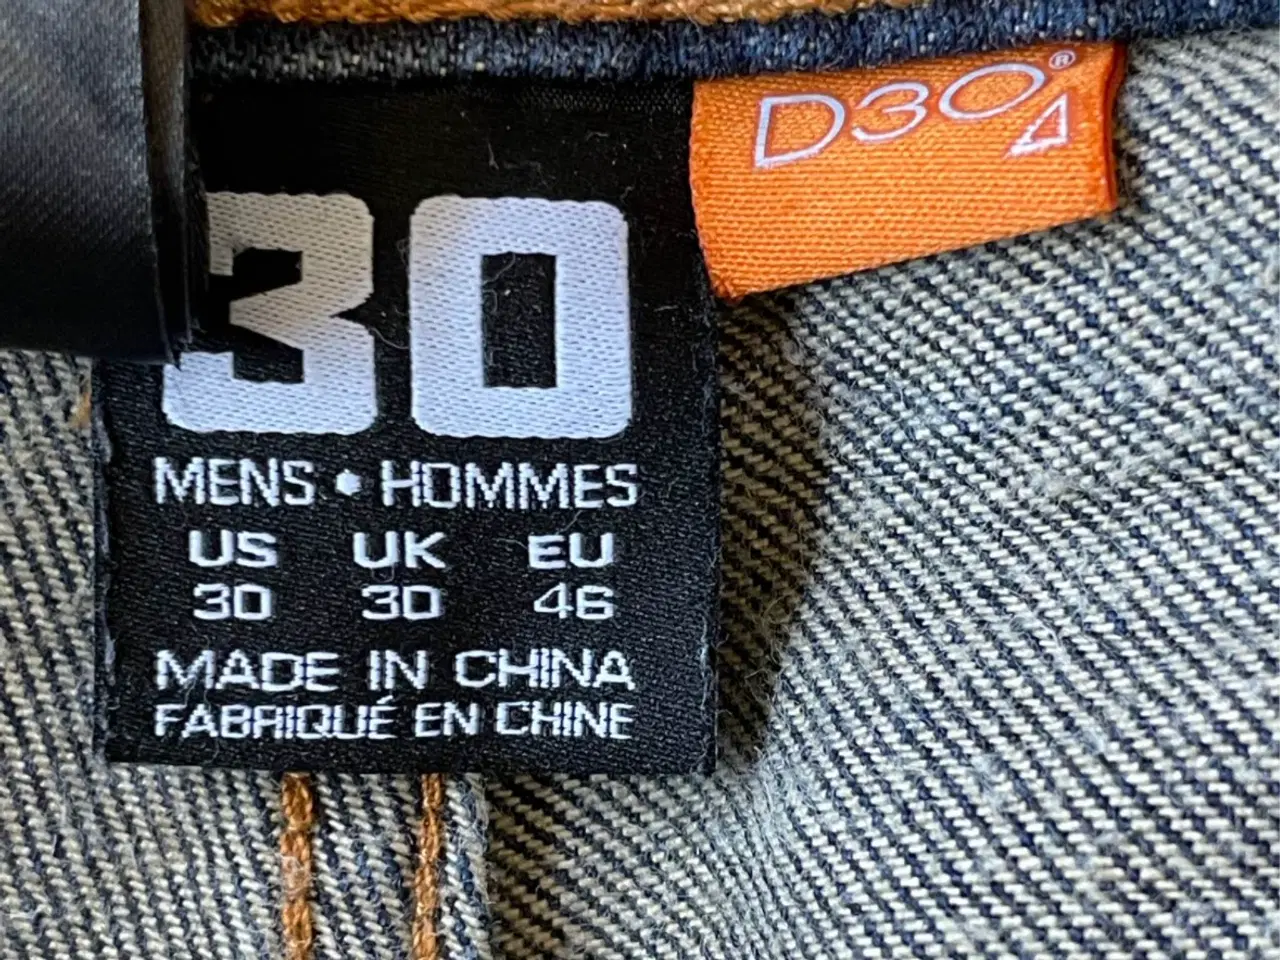 D3O®
30
MENS • HOMMES
US UK EU
30 30 46
MADE IN CHINA
FABRIQUÉ EN CHINE